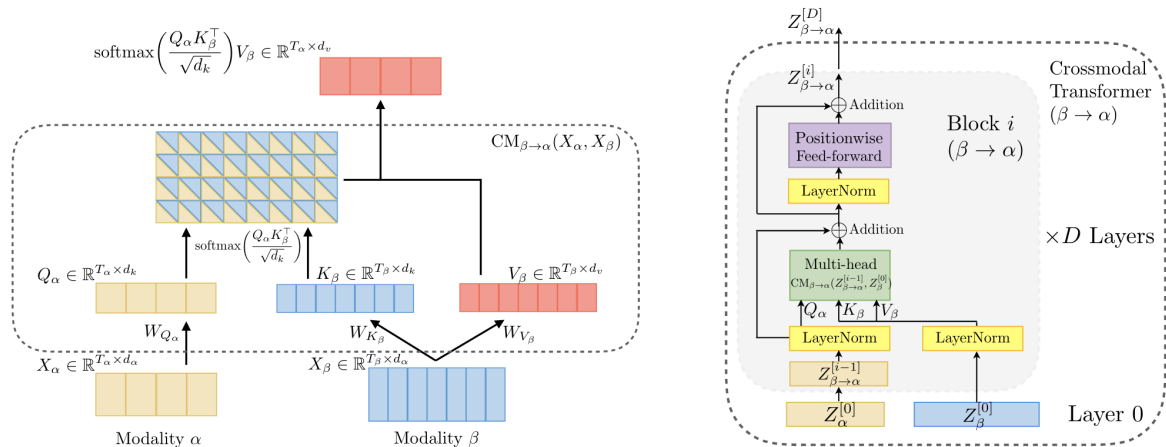 softmax(Q_α K_β^⊤ / √d_k) V_β ∈ ℝ^{T_α×d_v}
CM_{β→α}(X_α, X_β)
softmax(Q_α K_β^⊤ / √d_k)
Q_α ∈ ℝ^{T_α×d_k}
K_β ∈ ℝ^{T_β×d_k}
V_β ∈ ℝ^{T_β×d_v}
W_{Q_α}
W_{K_β}
W_{V_β}
X_α ∈ ℝ^{T_α×d_α}
X_β ∈ ℝ^{T_β×d_α}
Modality α
Modality β
Z_{β→α}^{[D]}
Z_{β→α}^{[i]}
Crossmodal
Transformer
(β → α)
Addition
Block i
(β → α)
Positionwise
Feed-forward
LayerNorm
Addition
×D Layers
Multi-head
CM_{β→α}(Z_{β→α}^{[i−1]}, Z_β^{[0]})
Q_α
K_β
V_β
LayerNorm
LayerNorm
Z_{β→α}^{[i−1]}
Z_α^{[0]}
Z_β^{[0]}
Layer 0